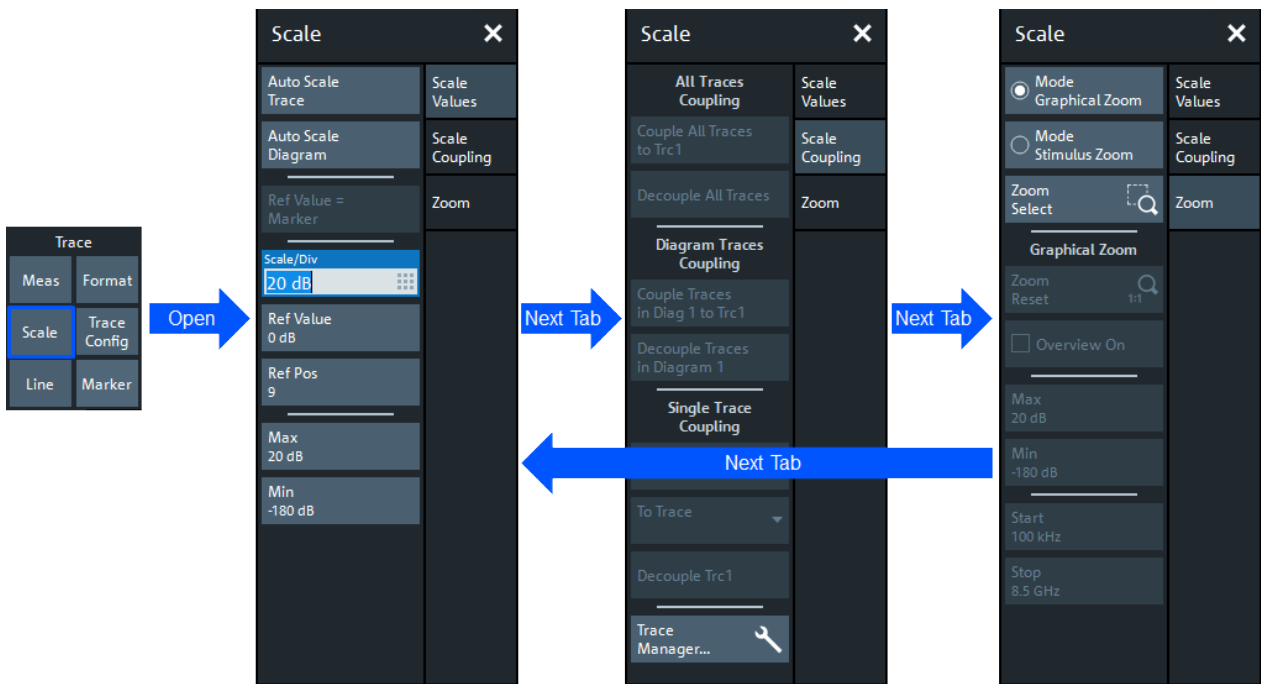 Trace
Meas
Format
Scale
Trace
Config
Line
Marker
Open
Scale
Auto Scale
Trace
Auto Scale
Diagram
Ref Value =
Marker
Scale/Div
20 dB
Ref Value
0 dB
Ref Pos
9
Max
20 dB
Min
-180 dB
Scale
Values
Scale
Coupling
Zoom
Next Tab
Scale
All Traces
Coupling
Couple All Traces
to Trc1
Decouple All Traces
Diagram Traces
Coupling
Couple Traces
in Diag 1 to Trc1
Decouple Traces
in Diagram 1
Single Trace
Coupling
To Trace
Decouple Trc1
Trace
Manager...
Scale
Values
Scale
Coupling
Zoom
Next Tab
Next Tab
Scale
Mode
Graphical Zoom
Mode
Stimulus Zoom
Zoom
Select
Graphical Zoom
Zoom
Reset
1:1
Overview On
Max
20 dB
Min
-180 dB
Start
100 kHz
Stop
8.5 GHz
Scale
Values
Scale
Coupling
Zoom